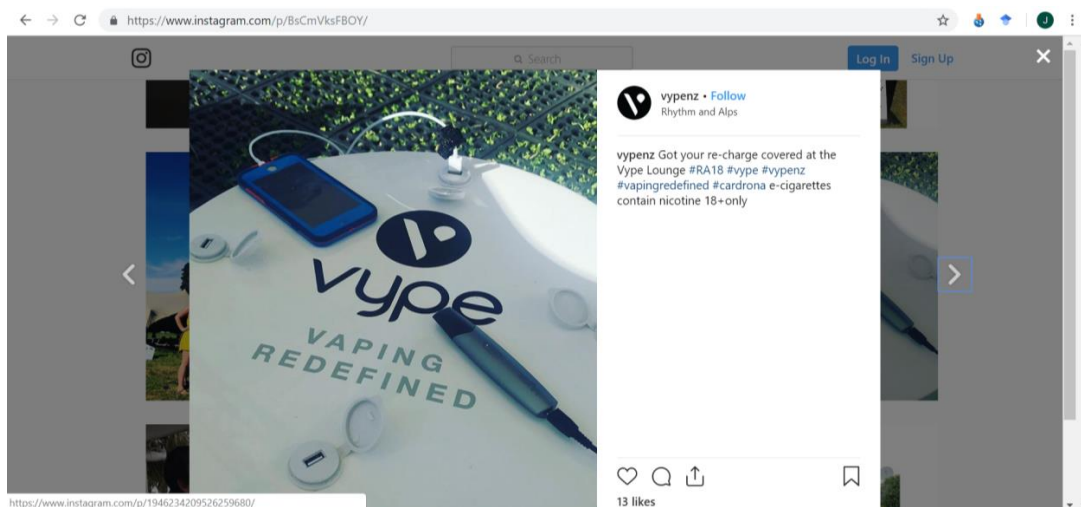 https://www.instagram.com/p/BsCmVksFBOY/
J
Search
Log In
Sign Up
vypenz • Follow
Rhythm and Alps
vypenz Got your re-charge covered at the
Vype Lounge #RA18 #vype #vypenz
#vapingredefined #cardrona e-cigarettes
contain nicotine 18+only
vype
VAPING
REDEFINED
13 likes
https://www.instagram.com/p/1946234209526259680/